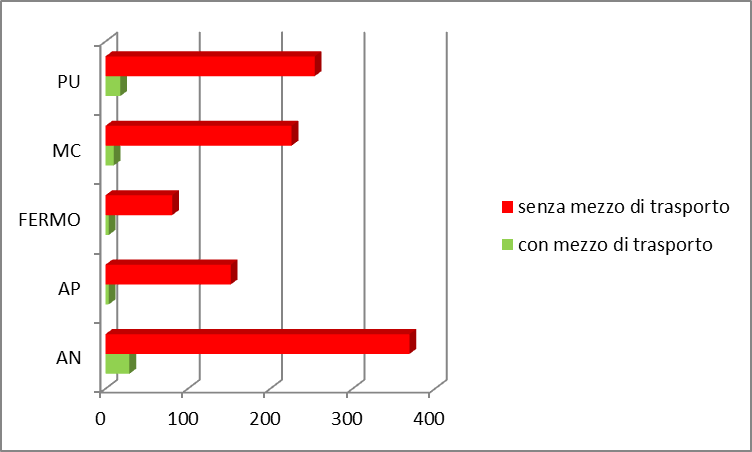 PU
MC
FERMO
AP
AN
0 100 200 300 400
senza mezzo di trasporto
con mezzo di trasporto